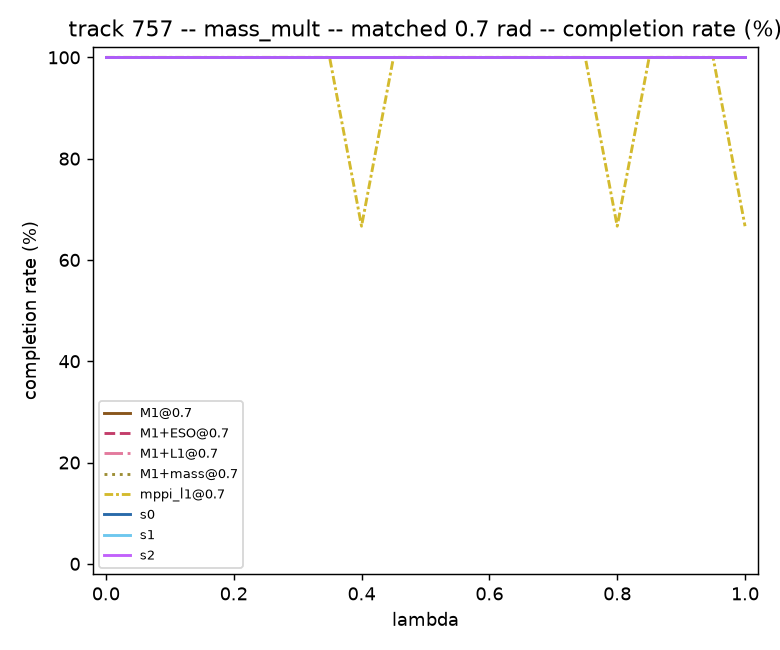 track 757 -- mass_mult -- matched 0.7 rad -- completion rate (%)
completion rate (%)
100
80
60
40
20
0
M1@0.7
M1+ESO@0.7
M1+L1@0.7
M1+mass@0.7
mppi_l1@0.7
s0
s1
s2
0.0 0.2 0.4 0.6 0.8 1.0
lambda